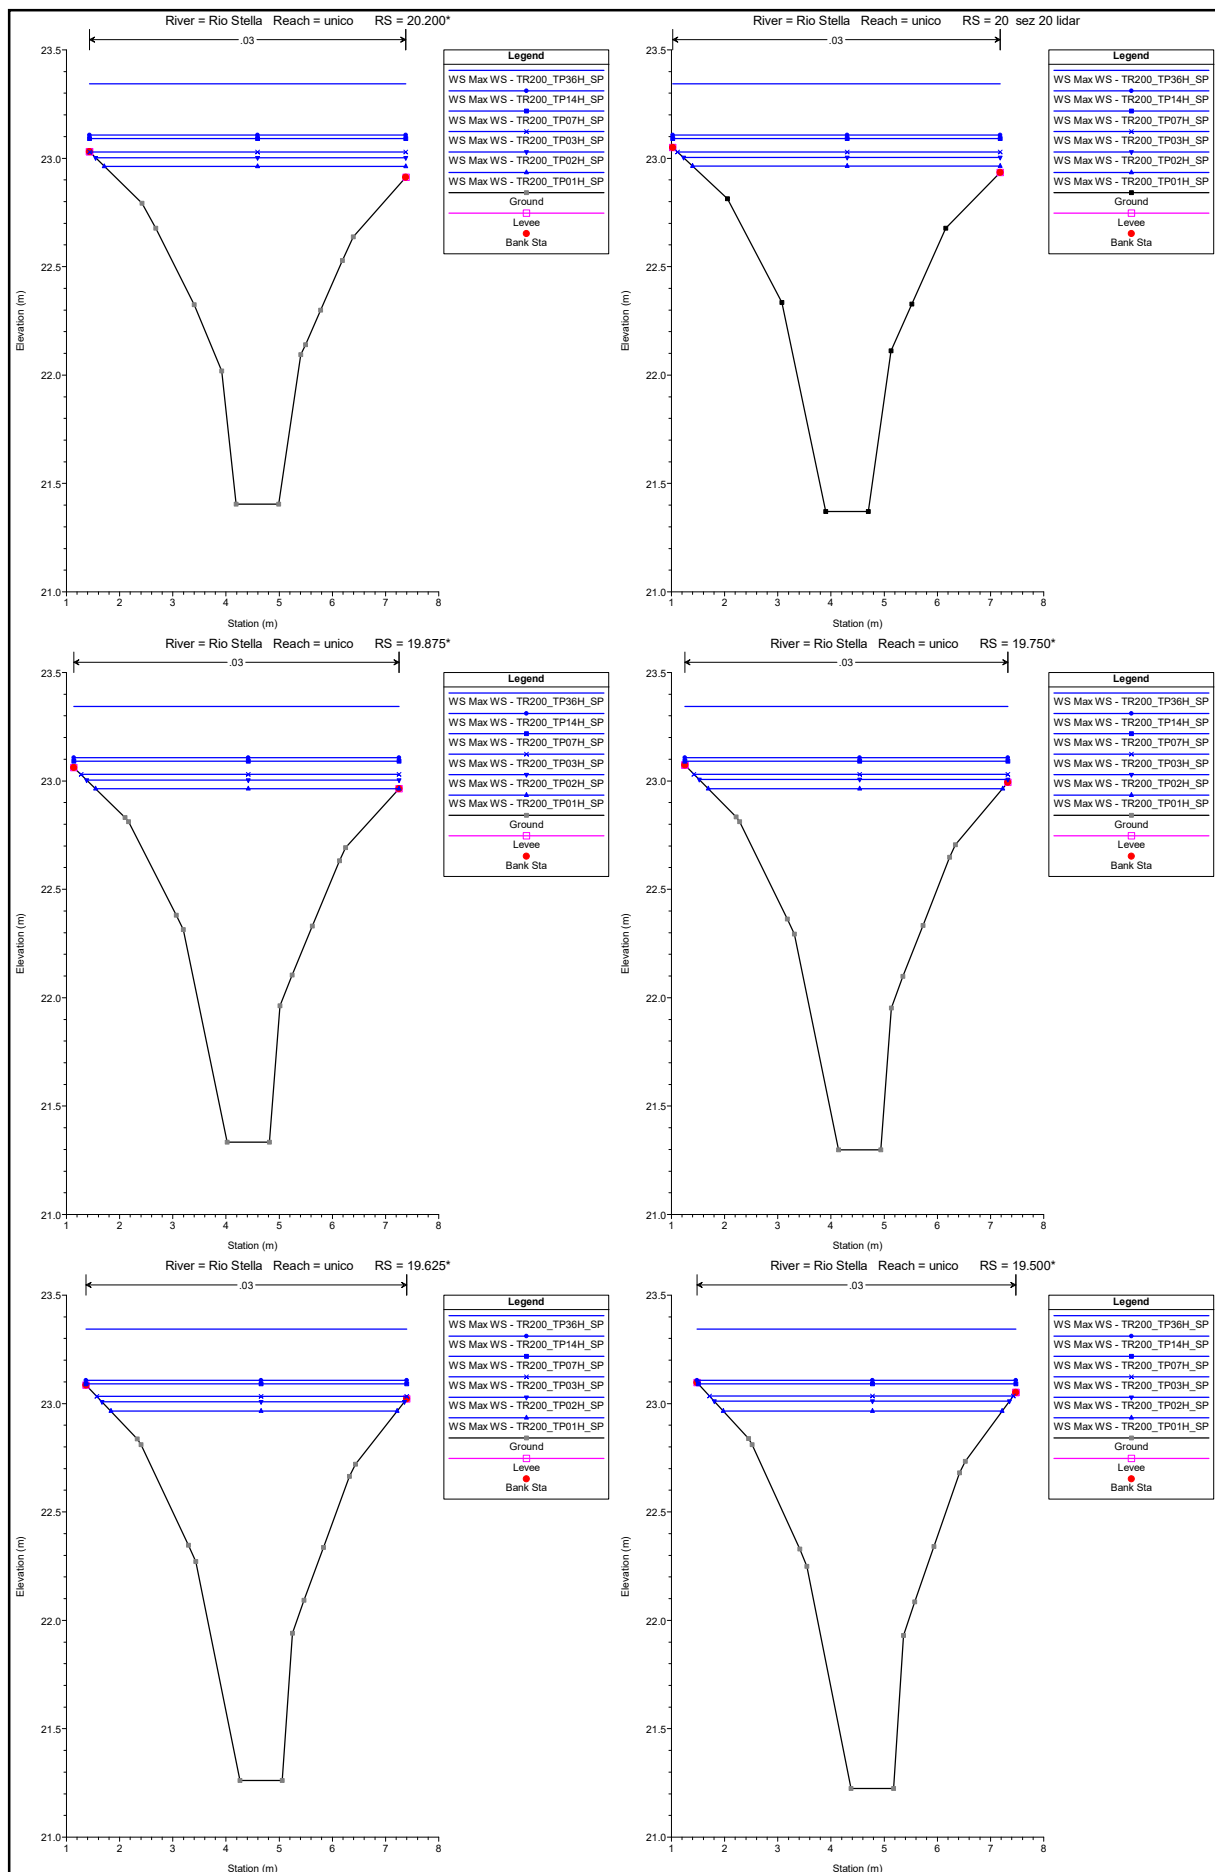 River = Rio Stella   Reach = unico      RS = 20.200*
.03
23.5
23.0
22.5
22.0
21.5
21.0
Elevation (m)
1 2 3 4 5 6 7 8
Station (m)
Legend
WS Max WS - TR200_TP36H_SP
WS Max WS - TR200_TP14H_SP
WS Max WS - TR200_TP07H_SP
WS Max WS - TR200_TP03H_SP
WS Max WS - TR200_TP02H_SP
WS Max WS - TR200_TP01H_SP
Ground
Levee
Bank Sta
River = Rio Stella   Reach = unico      RS = 20  sez 20 lidar
.03
23.5
23.0
22.5
22.0
21.5
21.0
Elevation (m)
1 2 3 4 5 6 7 8
Station (m)
Legend
WS Max WS - TR200_TP36H_SP
WS Max WS - TR200_TP14H_SP
WS Max WS - TR200_TP07H_SP
WS Max WS - TR200_TP03H_SP
WS Max WS - TR200_TP02H_SP
WS Max WS - TR200_TP01H_SP
Ground
Levee
Bank Sta
River = Rio Stella   Reach = unico      RS = 19.875*
.03
23.5
23.0
22.5
22.0
21.5
21.0
Elevation (m)
1 2 3 4 5 6 7 8
Station (m)
Legend
WS Max WS - TR200_TP36H_SP
WS Max WS - TR200_TP14H_SP
WS Max WS - TR200_TP07H_SP
WS Max WS - TR200_TP03H_SP
WS Max WS - TR200_TP02H_SP
WS Max WS - TR200_TP01H_SP
Ground
Levee
Bank Sta
River = Rio Stella   Reach = unico      RS = 19.750*
.03
23.5
23.0
22.5
22.0
21.5
21.0
Elevation (m)
1 2 3 4 5 6 7 8
Station (m)
Legend
WS Max WS - TR200_TP36H_SP
WS Max WS - TR200_TP14H_SP
WS Max WS - TR200_TP07H_SP
WS Max WS - TR200_TP03H_SP
WS Max WS - TR200_TP02H_SP
WS Max WS - TR200_TP01H_SP
Ground
Levee
Bank Sta
River = Rio Stella   Reach = unico      RS = 19.625*
.03
23.5
23.0
22.5
22.0
21.5
21.0
Elevation (m)
1 2 3 4 5 6 7 8
Station (m)
Legend
WS Max WS - TR200_TP36H_SP
WS Max WS - TR200_TP14H_SP
WS Max WS - TR200_TP07H_SP
WS Max WS - TR200_TP03H_SP
WS Max WS - TR200_TP02H_SP
WS Max WS - TR200_TP01H_SP
Ground
Levee
Bank Sta
River = Rio Stella   Reach = unico      RS = 19.500*
.03
23.5
23.0
22.5
22.0
21.5
21.0
Elevation (m)
1 2 3 4 5 6 7 8
Station (m)
Legend
WS Max WS - TR200_TP36H_SP
WS Max WS - TR200_TP14H_SP
WS Max WS - TR200_TP07H_SP
WS Max WS - TR200_TP03H_SP
WS Max WS - TR200_TP02H_SP
WS Max WS - TR200_TP01H_SP
Ground
Levee
Bank Sta